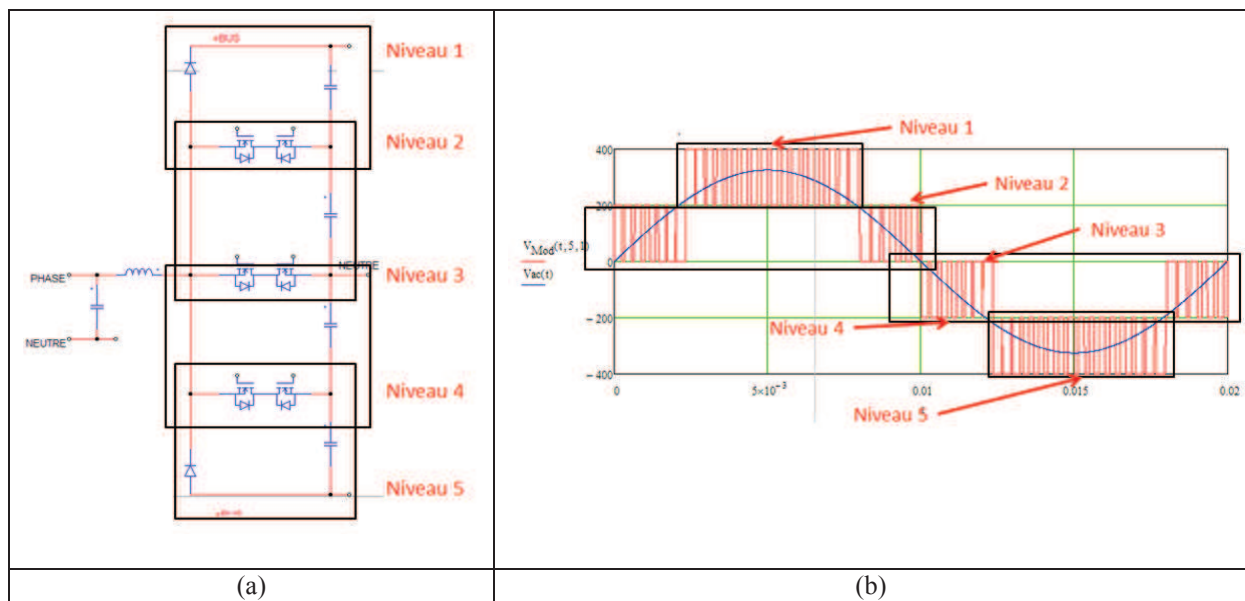 +BUS
Niveau 1
Niveau 2
PHASE
NEUTRE
Niveau 3
NEUTRE
Niveau 4
Niveau 5
(a)
Niveau 1
400
Niveau 2
200
Niveau 3
V_Mod(t, 5, 1)
0
Vac(t)
−200
Niveau 4
−400
0
5×10⁻³
0.01
0.015
0.02
Niveau 5
(b)